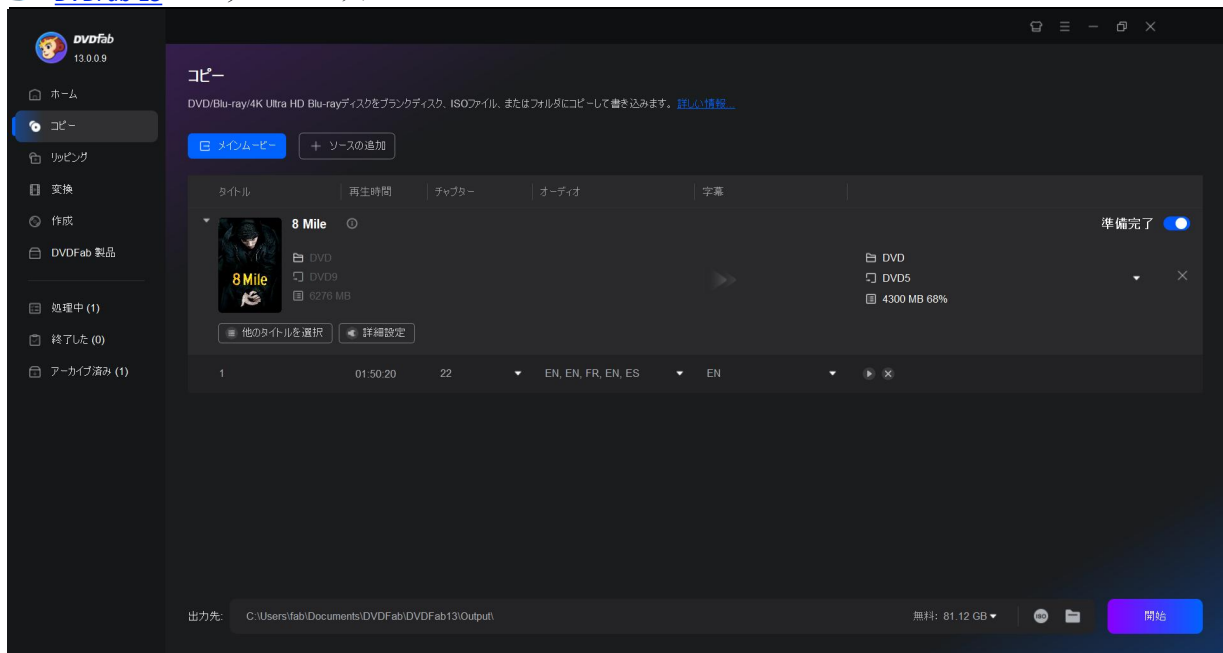 DVDFab 13
DVDFab
13.0.0.9
ホーム
コピー
リッピング
変換
作成
DVDFab 製品
処理中 (1)
終了した (0)
アーカイブ済み (1)
コピー
DVD/Blu-ray/4K Ultra HD Blu-rayディスクをブランクディスク、ISOファイル、またはフォルダにコピーして書き込みます。 詳しい情報...
メインムービー
+ ソースの追加
タイトル 再生時間 チャプター オーディオ 字幕
8 Mile
8 Mile
準備完了
DVD
DVD9
6276 MB
DVD
DVD5
4300 MB 68%
他のタイトルを選択 詳細設定
1 01:50:20 22 EN, EN, FR, EN, ES EN
出力先: C:\Users\fab\Documents\DVDFab\DVDFab13\Output\ 無料: 81.12 GB ISO 開始